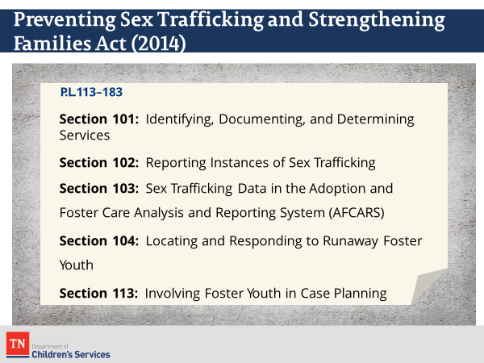 Preventing Sex Trafficking and Strengthening
Families Act (2014)
P.L 113–183
Section 101: Identifying, Documenting, and Determining
Services
Section 102: Reporting Instances of Sex Trafficking
Section 103: Sex Trafficking Data in the Adoption and
Foster Care Analysis and Reporting System (AFCARS)
Section 104: Locating and Responding to Runaway Foster
Youth
Section 113: Involving Foster Youth in Case Planning
TN
Department of
Children's Services